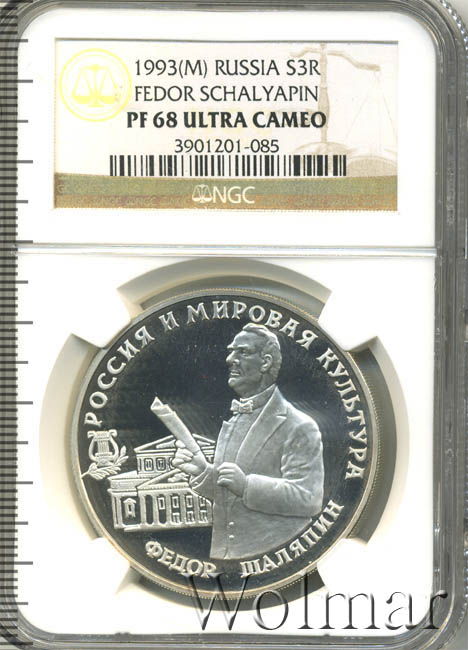 1993(M) RUSSIA S3R
FEDOR SCHALYAPIN
PF 68 ULTRA CAMEO
3901201-085
NGC
РОССИЯ И МИРОВАЯ КУЛЬТУРА
ФЕДОР ШАЛЯПИН
Wolmar